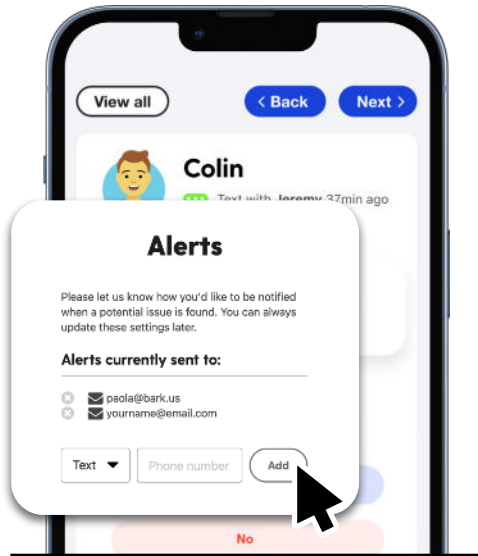 View all
< Back
Next >
Colin
Text with Jeremy 37min ago
Alerts
Please let us know how you'd like to be notified
when a potential issue is found. You can always
update these settings later.
Alerts currently sent to:
paola@bark.us
yourname@email.com
Text
Phone number
Add
No